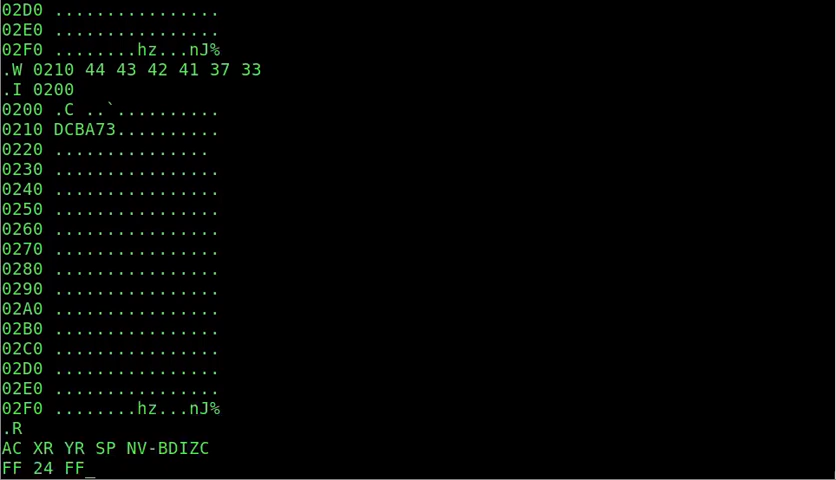 02D0 ................
02E0 ................
02F0 ........hz...nJ%
.W 0210 44 43 42 41 37 33
.I 0200
0200 .C ..`..........
0210 DCBA73..........
0220 ............... 
0230 ................
0240 ................
0250 ................
0260 ................
0270 ................
0280 ................
0290 ................
02A0 ................
02B0 ................
02C0 ................
02D0 ................
02E0 ................
02F0 ........hz...nJ%
.R
AC XR YR SP NV-BDIZC
FF 24 FF_